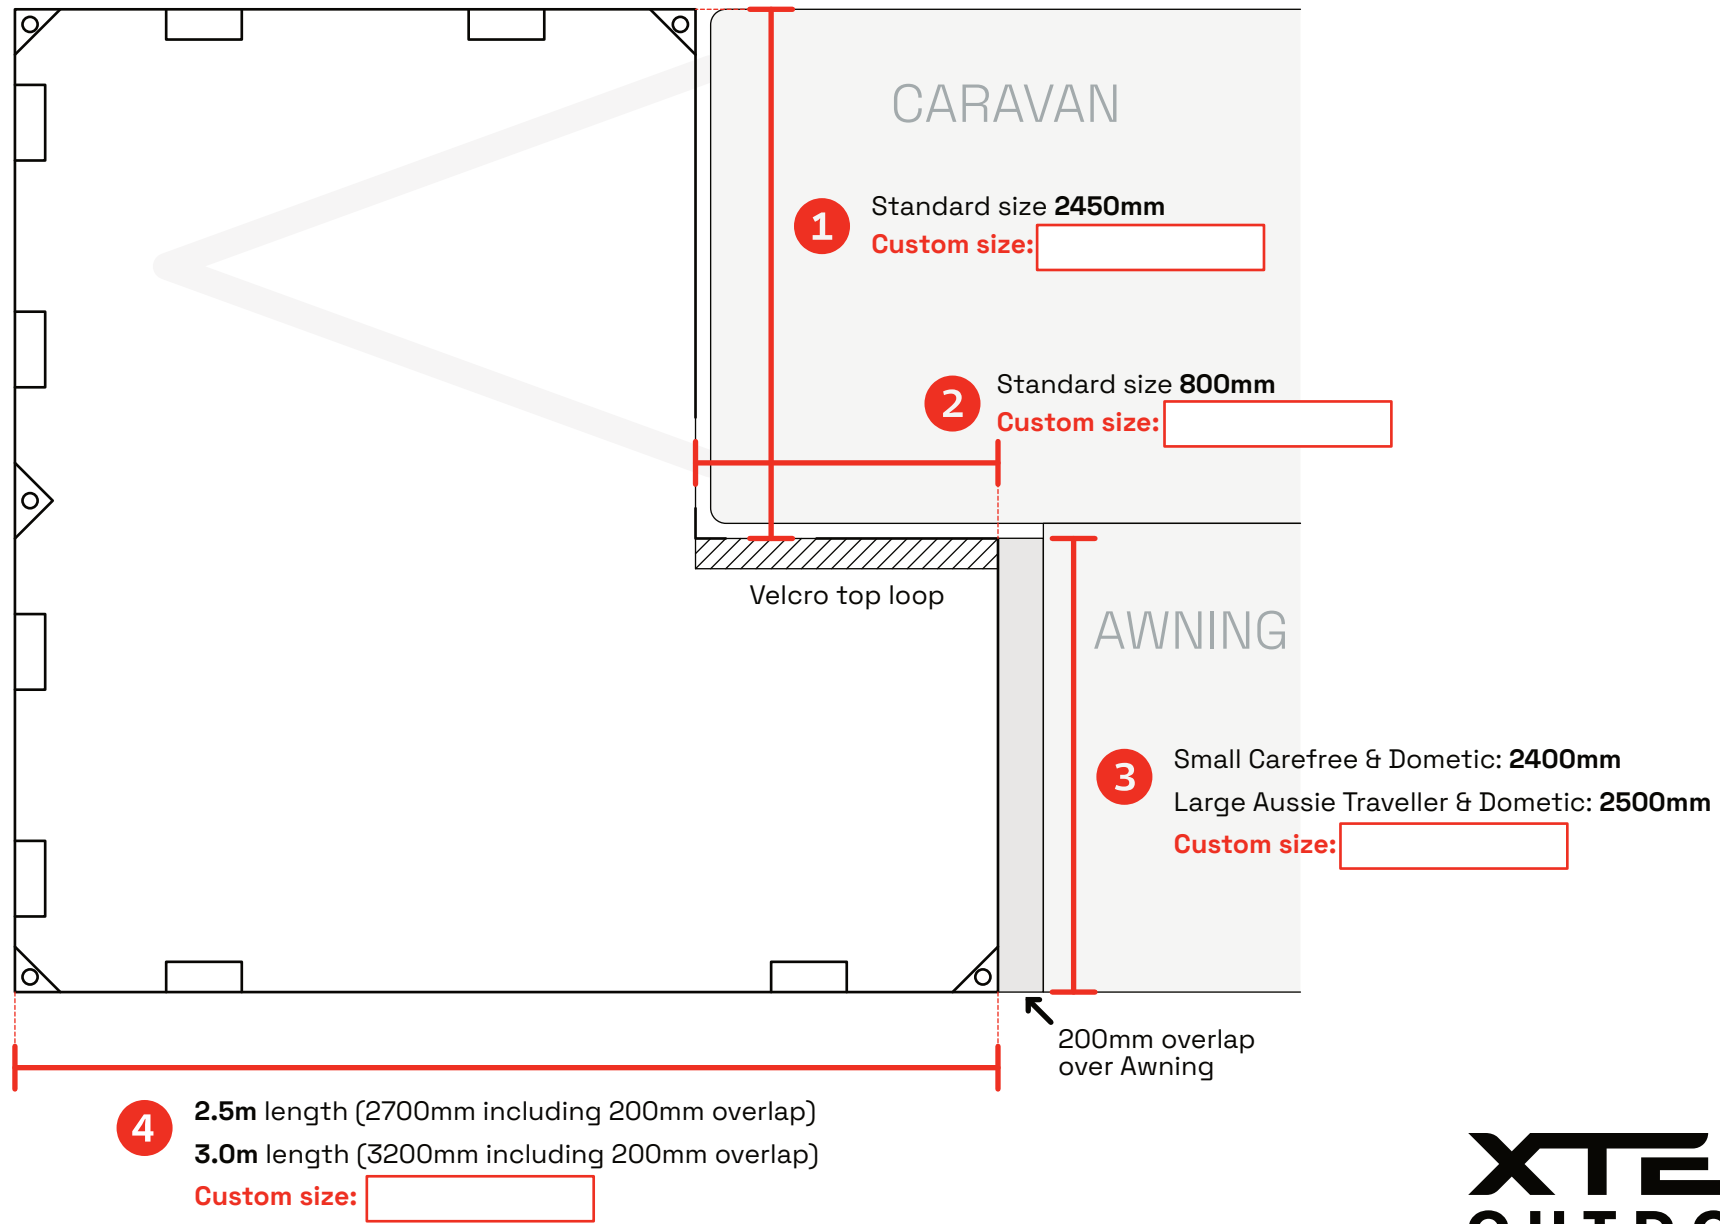 CARAVAN
1
Standard size 2450mm
Custom size:
2
Standard size 800mm
Custom size:
Velcro top loop
AWNING
3
Small Carefree & Dometic: 2400mm
Large Aussie Traveller & Dometic: 2500mm
Custom size:
200mm overlap
over Awning
4
2.5m length (2700mm including 200mm overlap)
3.0m length (3200mm including 200mm overlap)
Custom size:
XTE